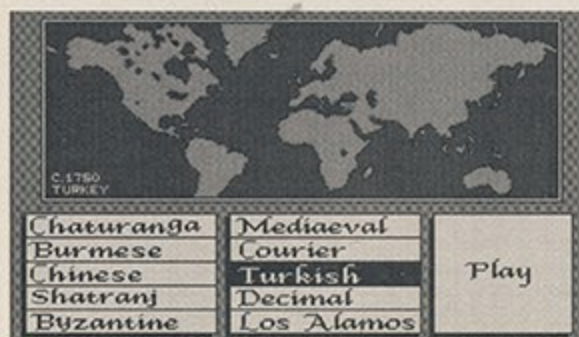 C.1750
TURKEY
Chaturanga
Burmese
Chinese
Shatranj
Byzantine
Mediaeval
Courier
Turkish
Decimal
Los Alamos
Play